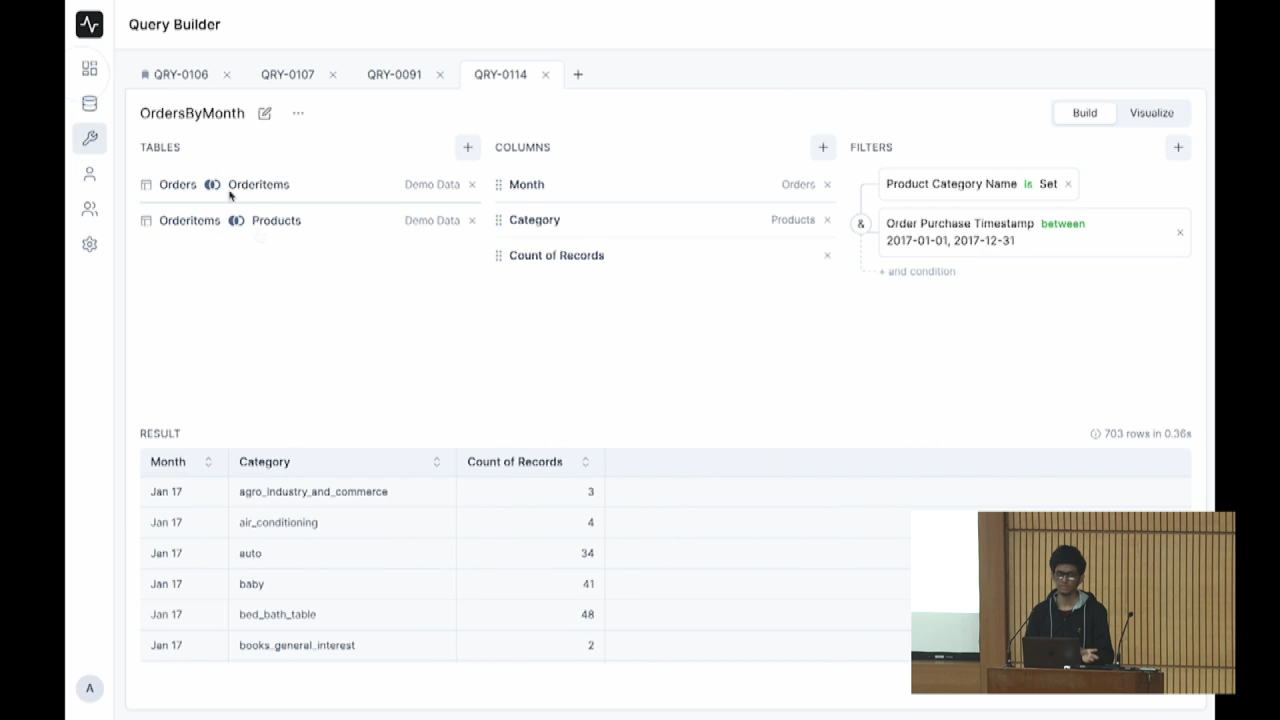 Query Builder
QRY-0106
QRY-0107
QRY-0091
QRY-0114
OrdersByMonth
Build
Visualize
TABLES
COLUMNS
FILTERS
Orders Orderitems Demo Data
Orderitems Products Demo Data
Month Orders
Category Products
Count of Records
Product Category Name is Set
&
Order Purchase Timestamp between
2017-01-01, 2017-12-31
+ and condition
RESULT
703 rows in 0.36s
Month Category Count of Records
Jan 17 agro_industry_and_commerce 3
Jan 17 air_conditioning 4
Jan 17 auto 34
Jan 17 baby 41
Jan 17 bed_bath_table 48
Jan 17 books_general_interest 2
A